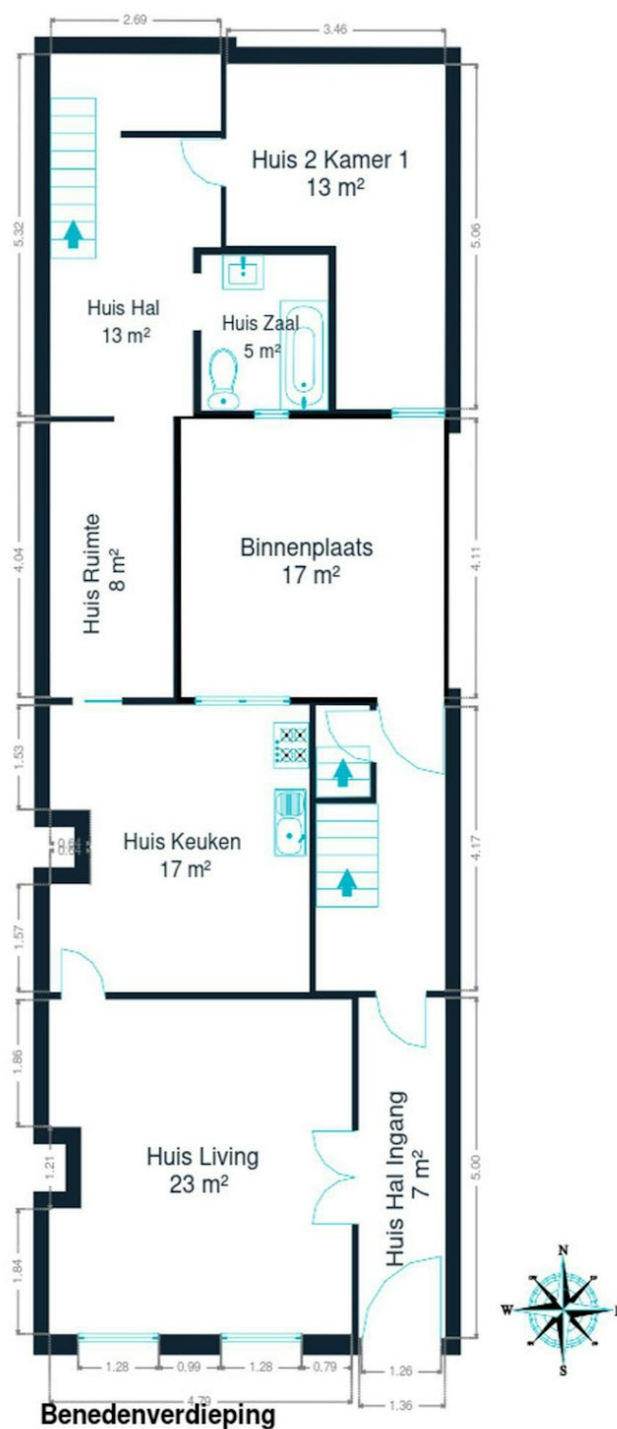 2.69
3.46
Huis 2 Kamer 1
13 m²
5.32
5.06
Huis Hal
13 m²
Huis Zaal
5 m²
Huis Ruimte
8 m²
Binnenplaats
17 m²
4.04
4.11
1.53
Huis Keuken
17 m²
4.17
1.57
1.86
Huis Living
23 m²
Huis Hal Ingang
7 m²
1.21
5.00
1.84
N
W
S
1.28
0.99
1.28
0.79
1.26
4.79
1.36
Benedenverdieping